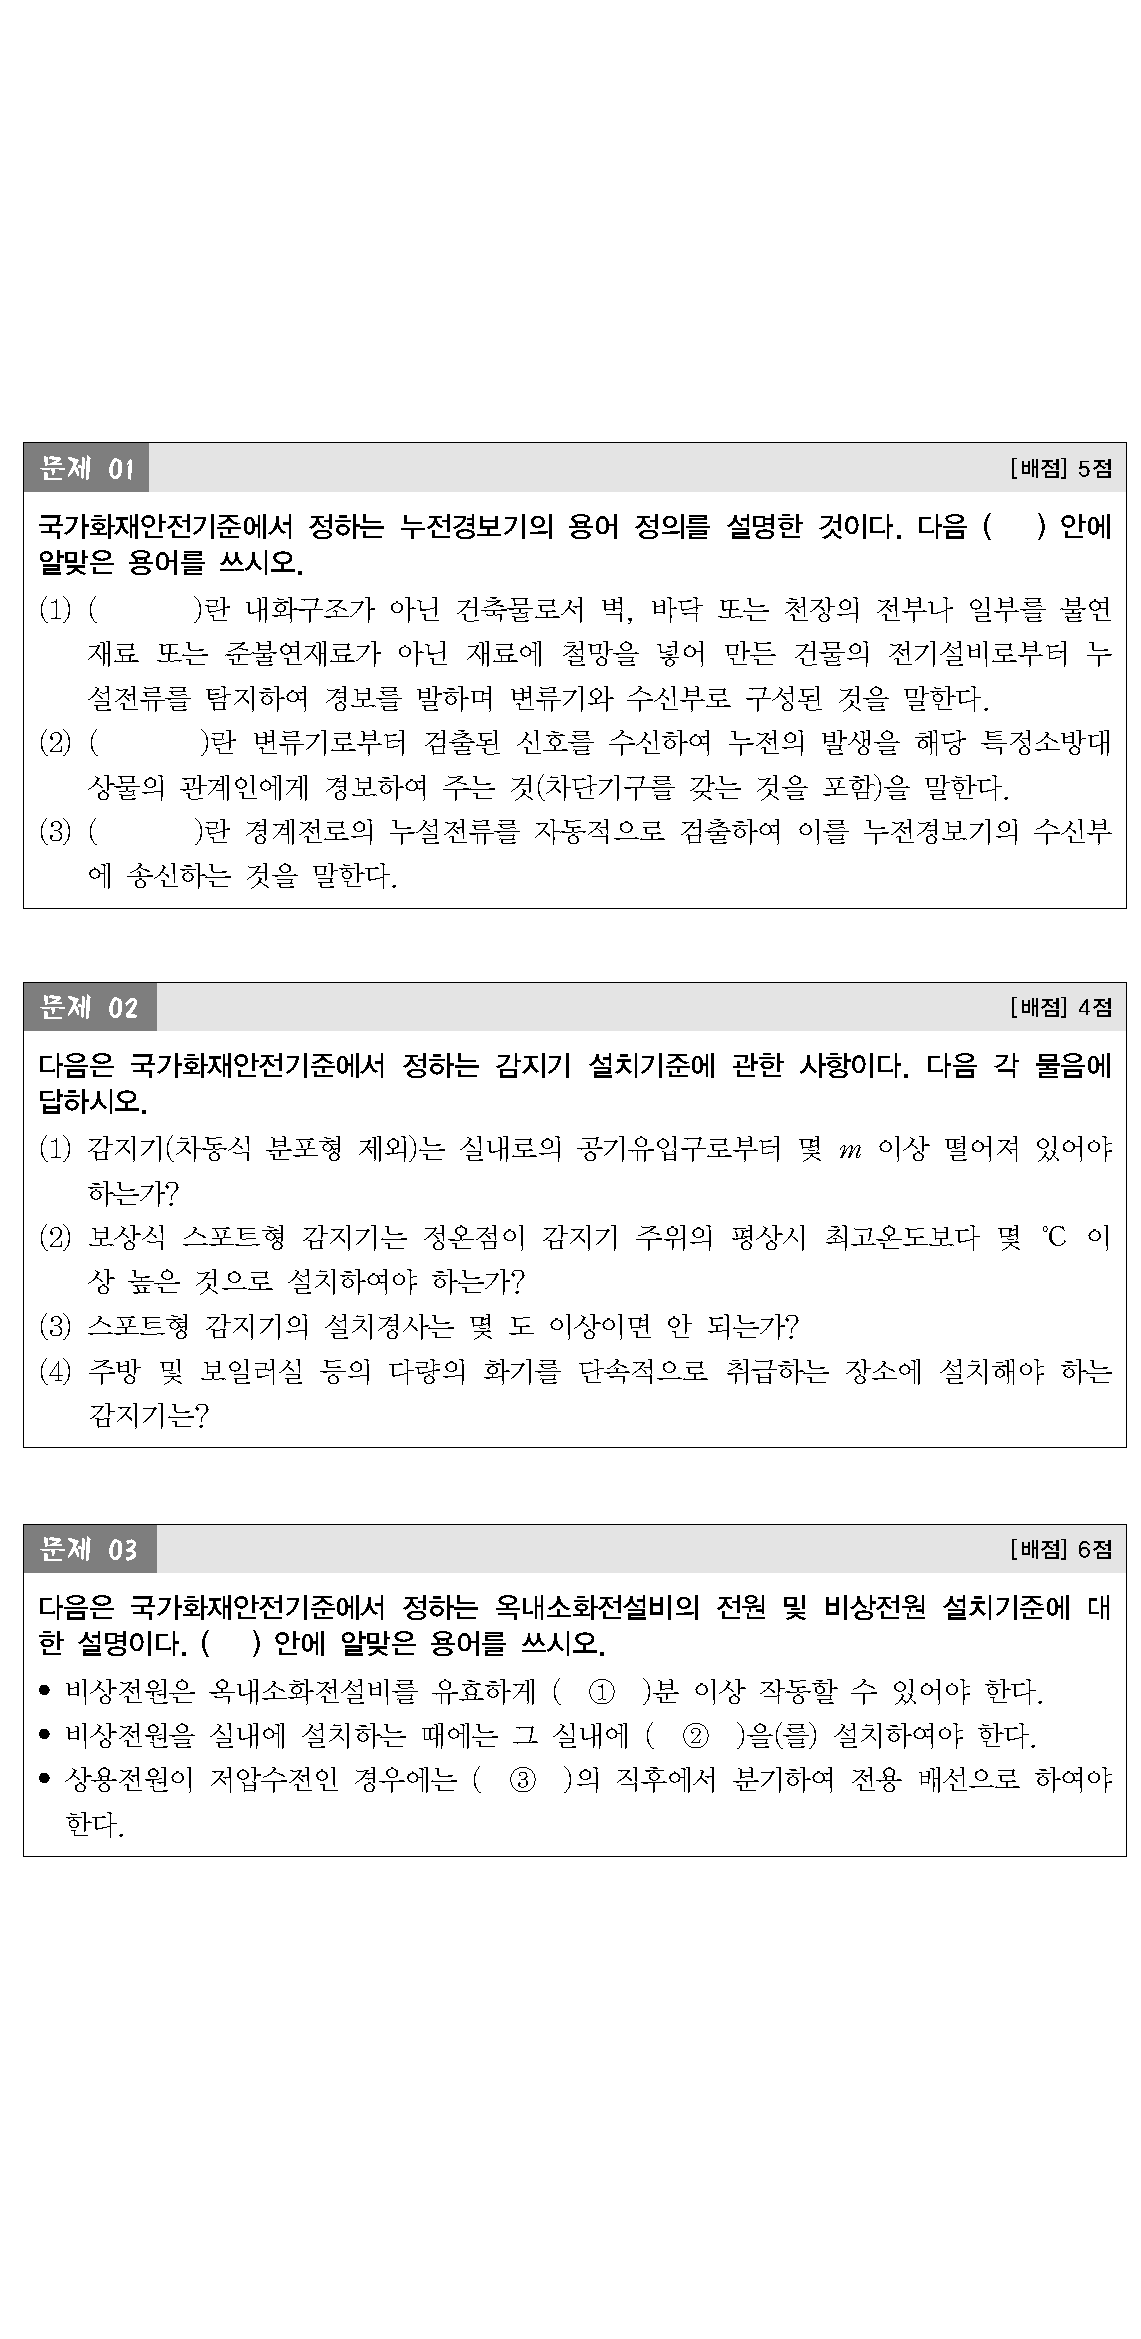 문제 01 [배점] 5점
국가화재안전기준에서 정하는 누전경보기의 용어 정의를 설명한 것이다. 다음 ( ) 안에
알맞은 용어를 쓰시오.
(1) ( )란 내화구조가 아닌 건축물로서 벽, 바닥 또는 천장의 전부나 일부를 불연
재료 또는 준불연재료가 아닌 재료에 철망을 넣어 만든 건물의 전기설비로부터 누
설전류를 탐지하여 경보를 발하며 변류기와 수신부로 구성된 것을 말한다.
(2) ( )란 변류기로부터 검출된 신호를 수신하여 누전의 발생을 해당 특정소방대
상물의 관계인에게 경보하여 주는 것(차단기구를 갖는 것을 포함)을 말한다.
(3) ( )란 경계전로의 누설전류를 자동적으로 검출하여 이를 누전경보기의 수신부
에 송신하는 것을 말한다.
문제 02 [배점] 4점
다음은 국가화재안전기준에서 정하는 감지기 설치기준에 관한 사항이다. 다음 각 물음에
답하시오.
(1) 감지기(차동식 분포형 제외)는 실내로의 공기유입구로부터 몇 m 이상 떨어져 있어야
하는가?
(2) 보상식 스포트형 감지기는 정온점이 감지기 주위의 평상시 최고온도보다 몇 ℃ 이
상 높은 것으로 설치하여야 하는가?
(3) 스포트형 감지기의 설치경사는 몇 도 이상이면 안 되는가?
(4) 주방 및 보일러실 등의 다량의 화기를 단속적으로 취급하는 장소에 설치해야 하는
감지기는?
문제 03 [배점] 6점
다음은 국가화재안전기준에서 정하는 옥내소화전설비의 전원 및 비상전원 설치기준에 대
한 설명이다. ( ) 안에 알맞은 용어를 쓰시오.
● 비상전원은 옥내소화전설비를 유효하게 ( ① )분 이상 작동할 수 있어야 한다.
● 비상전원을 실내에 설치하는 때에는 그 실내에 ( ② )을(를) 설치하여야 한다.
● 상용전원이 저압수전인 경우에는 ( ③ )의 직후에서 분기하여 전용 배선으로 하여야
한다.